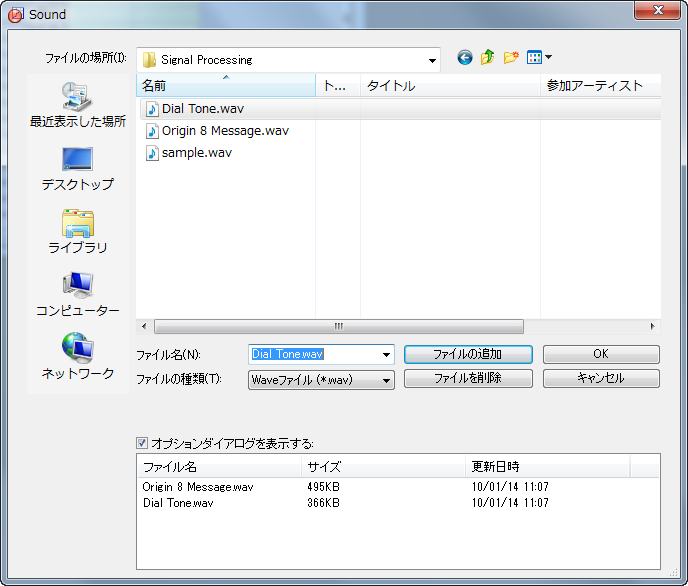 Sound
ファイルの場所(I):
Signal Processing
名前 ト... タイトル 参加アーティスト
Dial Tone.wav
Origin 8 Message.wav
sample.wav
最近表示した場所
デスクトップ
ライブラリ
コンピューター
ネットワーク
ファイル名(N): Dial Tone.wav ファイルの追加 OK
ファイルの種類(T): Waveファイル (*.wav) ファイルを削除 キャンセル
オプションダイアログを表示する:
ファイル名 サイズ 更新日時
Origin 8 Message.wav 495KB 10/01/14 11:07
Dial Tone.wav 366KB 10/01/14 11:07